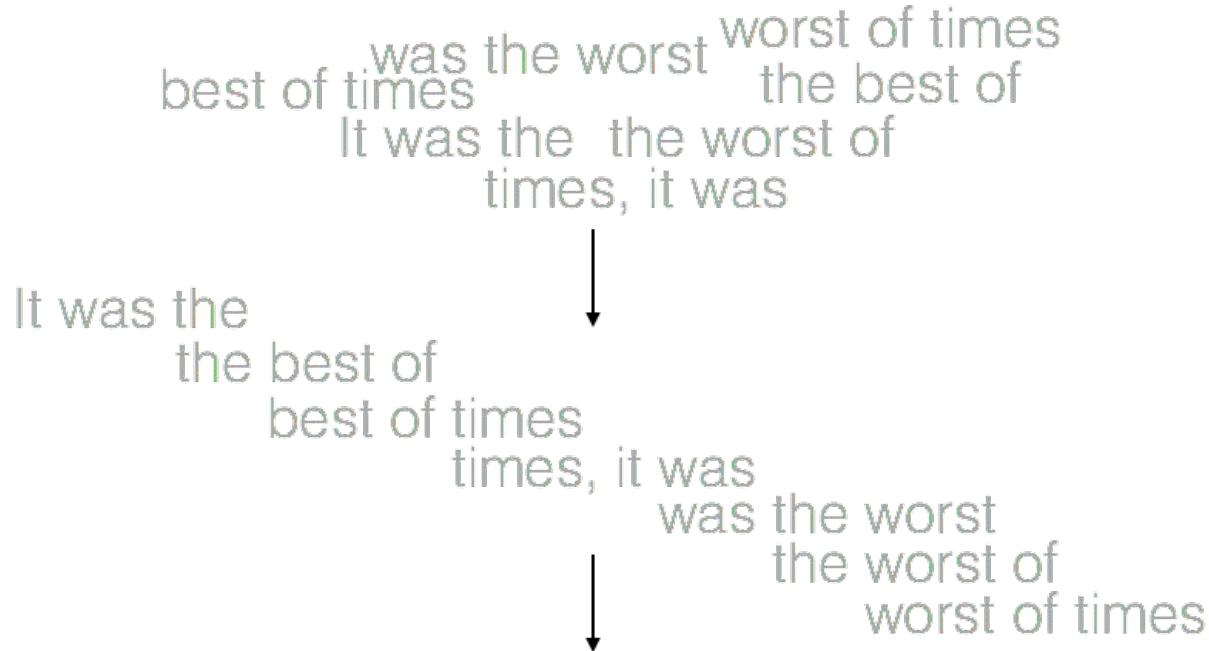 was the worst worst of times
best of times the best of
It was the the worst of
times, it was
It was the
the best of
best of times
times, it was
was the worst
the worst of
worst of times